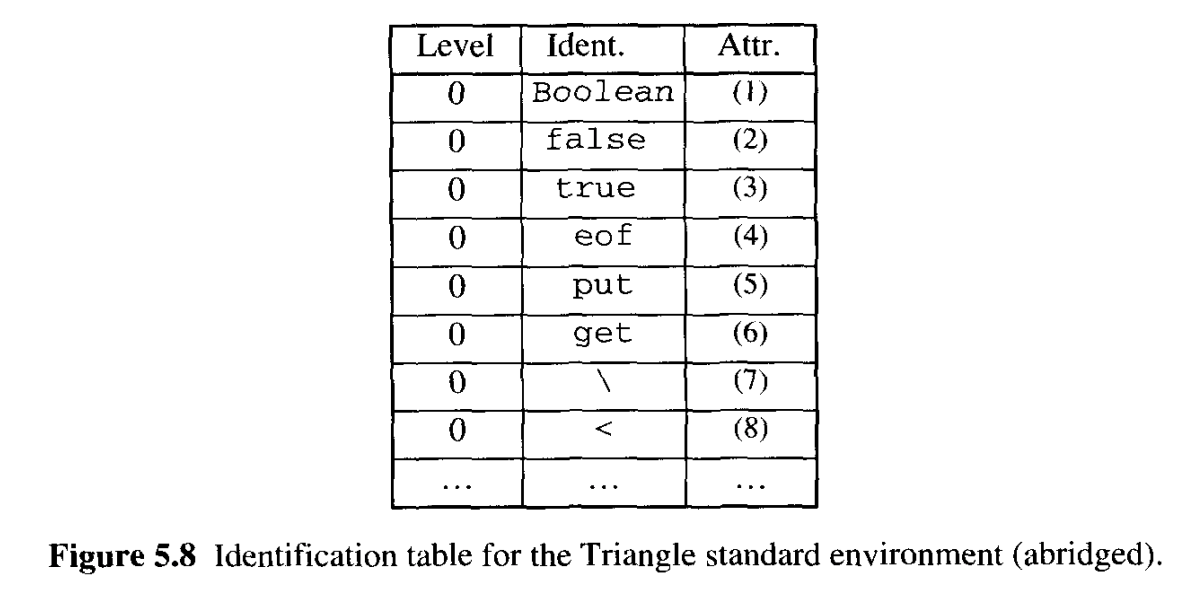 Level Ident. Attr.
0 Boolean (1)
0 false (2)
0 true (3)
0 eof (4)
0 put (5)
0 get (6)
0 \ (7)
0 < (8)
... ... ...
Figure 5.8 Identification table for the Triangle standard environment (abridged).